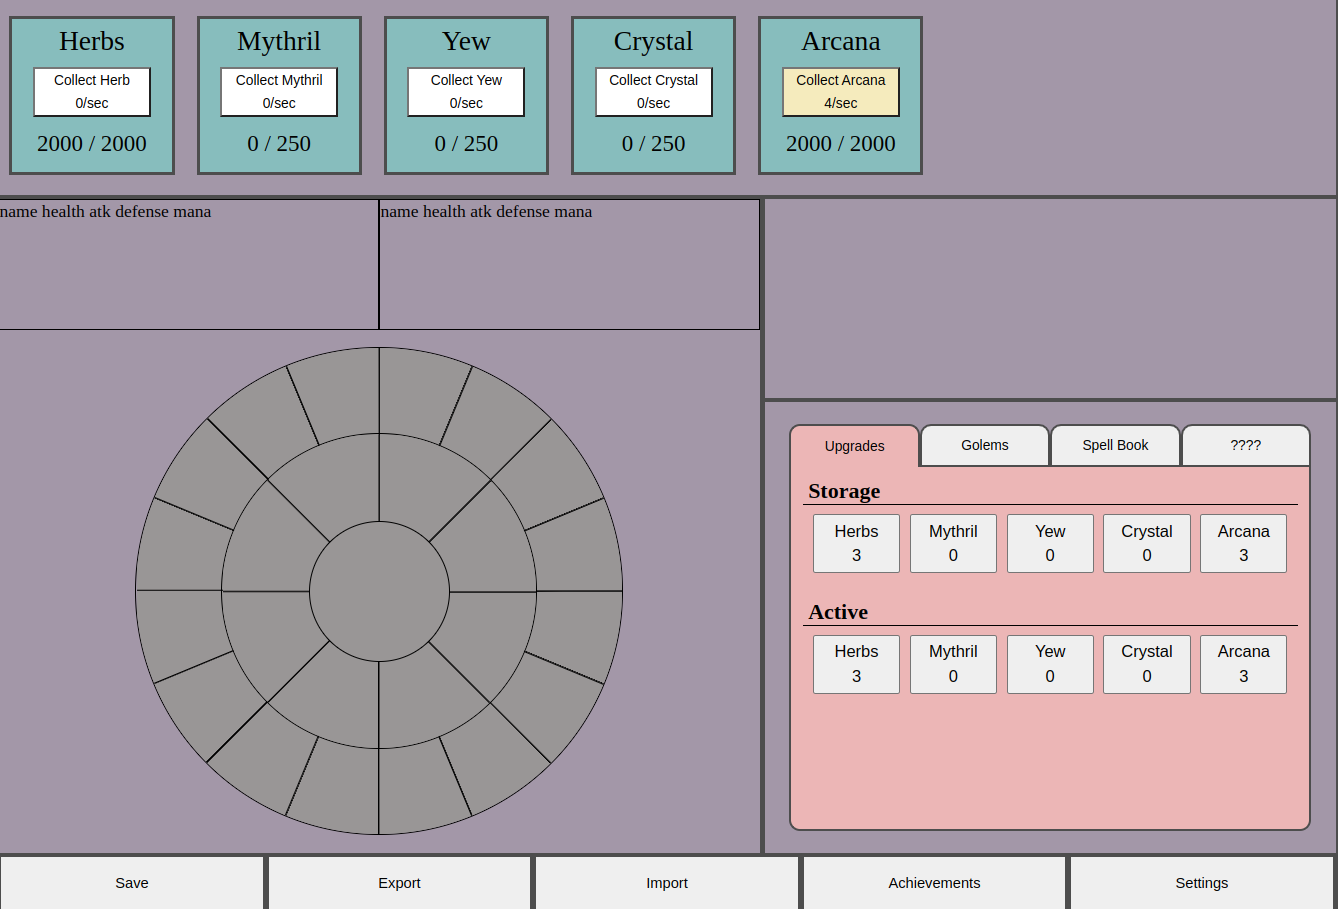 Herbs
Collect Herb
0/sec
2000 / 2000
Mythril
Collect Mythril
0/sec
0 / 250
Yew
Collect Yew
0/sec
0 / 250
Crystal
Collect Crystal
0/sec
0 / 250
Arcana
Collect Arcana
4/sec
2000 / 2000
name health atk defense mana
name health atk defense mana
Upgrades
Golems
Spell Book
????
Storage
Herbs
3
Mythril
0
Yew
0
Crystal
0
Arcana
3
Active
Herbs
3
Mythril
0
Yew
0
Crystal
0
Arcana
3
Save
Export
Import
Achievements
Settings